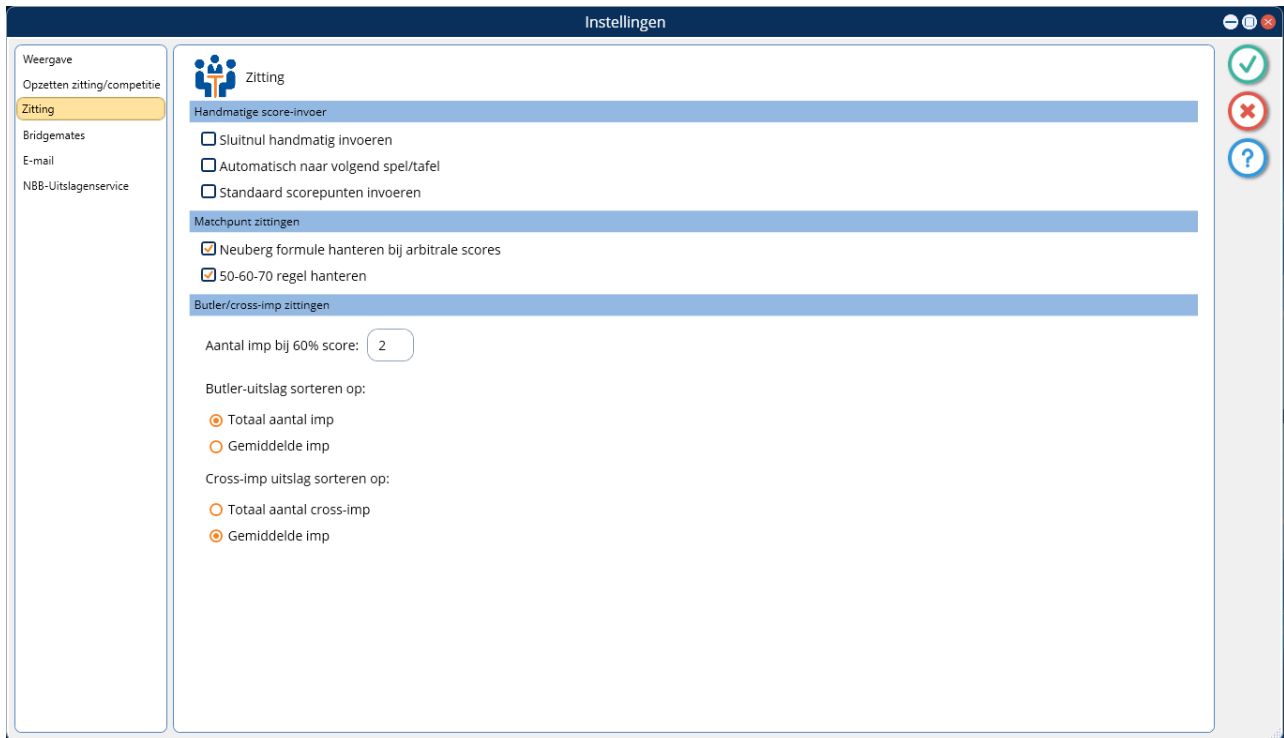 Instellingen
Weergave
Opzetten zitting/competitie
Zitting
Bridgemates
E-mail
NBB-Uitslagenservice
Zitting
Handmatige score-invoer
Sluitnul handmatig invoeren
Automatisch naar volgend spel/tafel
Standaard scorepunten invoeren
Matchpunt zittingen
Neuberg formule hanteren bij arbitrale scores
50-60-70 regel hanteren
Butler/cross-imp zittingen
Aantal imp bij 60% score: 2
Butler-uitslag sorteren op:
Totaal aantal imp
Gemiddelde imp
Cross-imp uitslag sorteren op:
Totaal aantal cross-imp
Gemiddelde imp
?